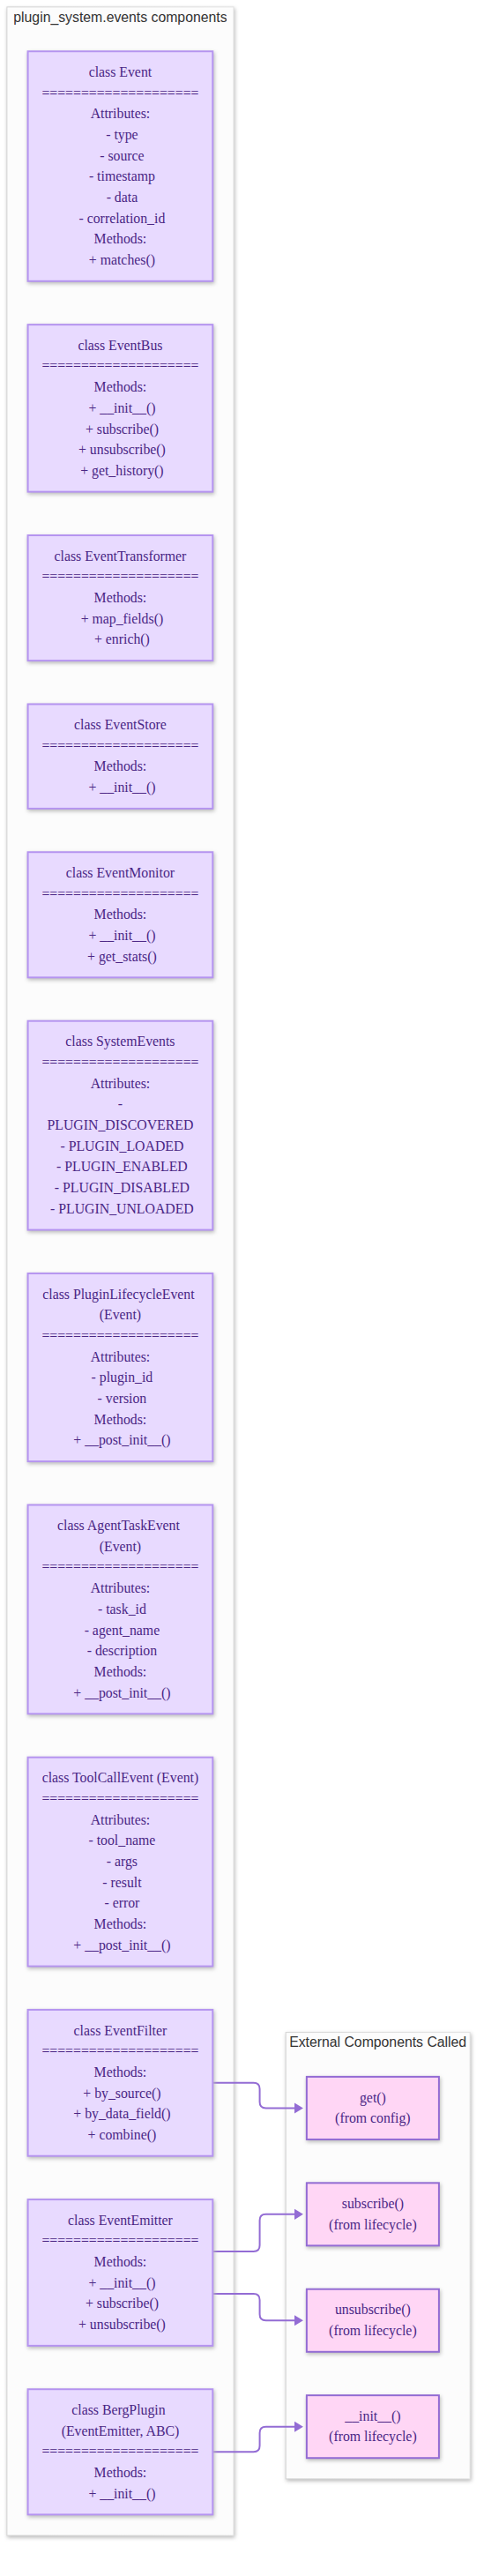 plugin_system.events components
class Event
====================
Attributes:
- type
- source
- timestamp
- data
- correlation_id
Methods:
+ matches()
class EventBus
====================
Methods:
+ __init__()
+ subscribe()
+ unsubscribe()
+ get_history()
class EventTransformer
====================
Methods:
+ map_fields()
+ enrich()
class EventStore
====================
Methods:
+ __init__()
class EventMonitor
====================
Methods:
+ __init__()
+ get_stats()
class SystemEvents
====================
Attributes:
-
PLUGIN_DISCOVERED
- PLUGIN_LOADED
- PLUGIN_ENABLED
- PLUGIN_DISABLED
- PLUGIN_UNLOADED
class PluginLifecycleEvent
(Event)
====================
Attributes:
- plugin_id
- version
Methods:
+ __post_init__()
class AgentTaskEvent
(Event)
====================
Attributes:
- task_id
- agent_name
- description
Methods:
+ __post_init__()
class ToolCallEvent (Event)
====================
Attributes:
- tool_name
- args
- result
- error
Methods:
+ __post_init__()
class EventFilter
====================
Methods:
+ by_source()
+ by_data_field()
+ combine()
class EventEmitter
====================
Methods:
+ __init__()
+ subscribe()
+ unsubscribe()
class BergPlugin
(EventEmitter, ABC)
====================
Methods:
+ __init__()
External Components Called
get()
(from config)
subscribe()
(from lifecycle)
unsubscribe()
(from lifecycle)
__init__()
(from lifecycle)